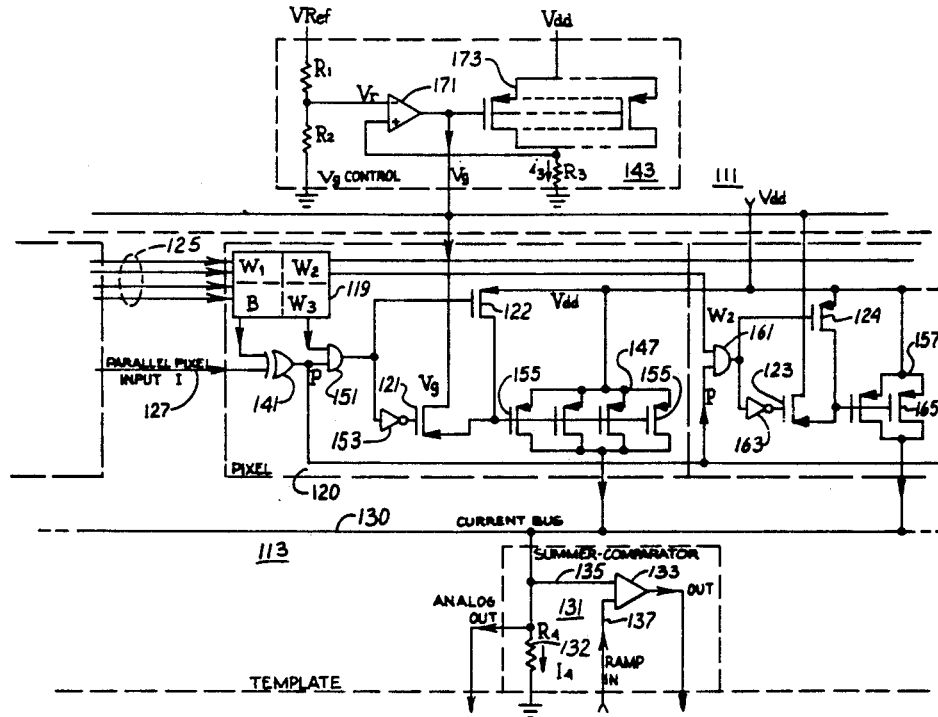 VRef
Vdd
R1
173
171
Vr
R2
Vg CONTROL
Vg
i3
R3
143
111
Vdd
125
W1
W2
B
W3
119
Vdd
122
W2
161
124
157
PARALLEL PIXEL
INPUT I
127
141
P
151
121
Vg
155
147
155
123
P
165
153
163
PIXEL
120
130
CURRENT BUS
113
SUMMER-COMPARATOR
135
133
OUT
ANALOG
OUT
131
137
R4
132
I4
RAMP
IN
TEMPLATE